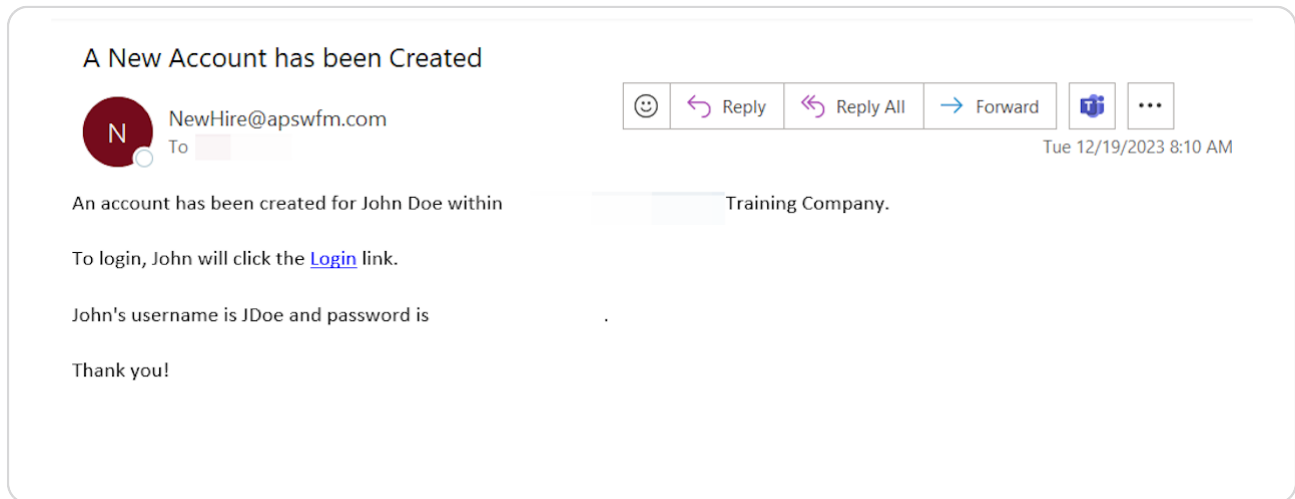 A New Account has been Created
N
NewHire@apswfm.com
To
Reply
Reply All
Forward
Tue 12/19/2023 8:10 AM
An account has been created for John Doe within Training Company.
To login, John will click the Login link.
John's username is JDoe and password is .
Thank you!